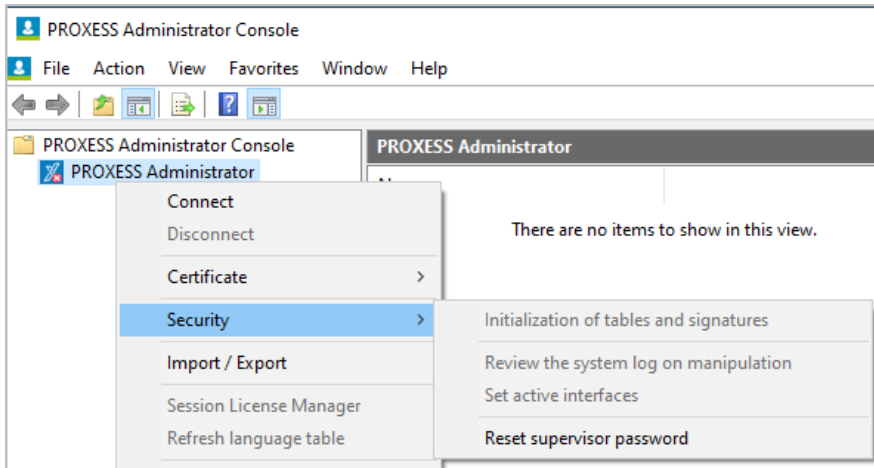 PROXESS Administrator Console
File Action View Favorites Window Help
PROXESS Administrator Console
PROXESS Administrator
PROXESS Administrator
There are no items to show in this view.
Connect
Disconnect
Certificate
Security
Import / Export
Session License Manager
Refresh language table
Initialization of tables and signatures
Review the system log on manipulation
Set active interfaces
Reset supervisor password